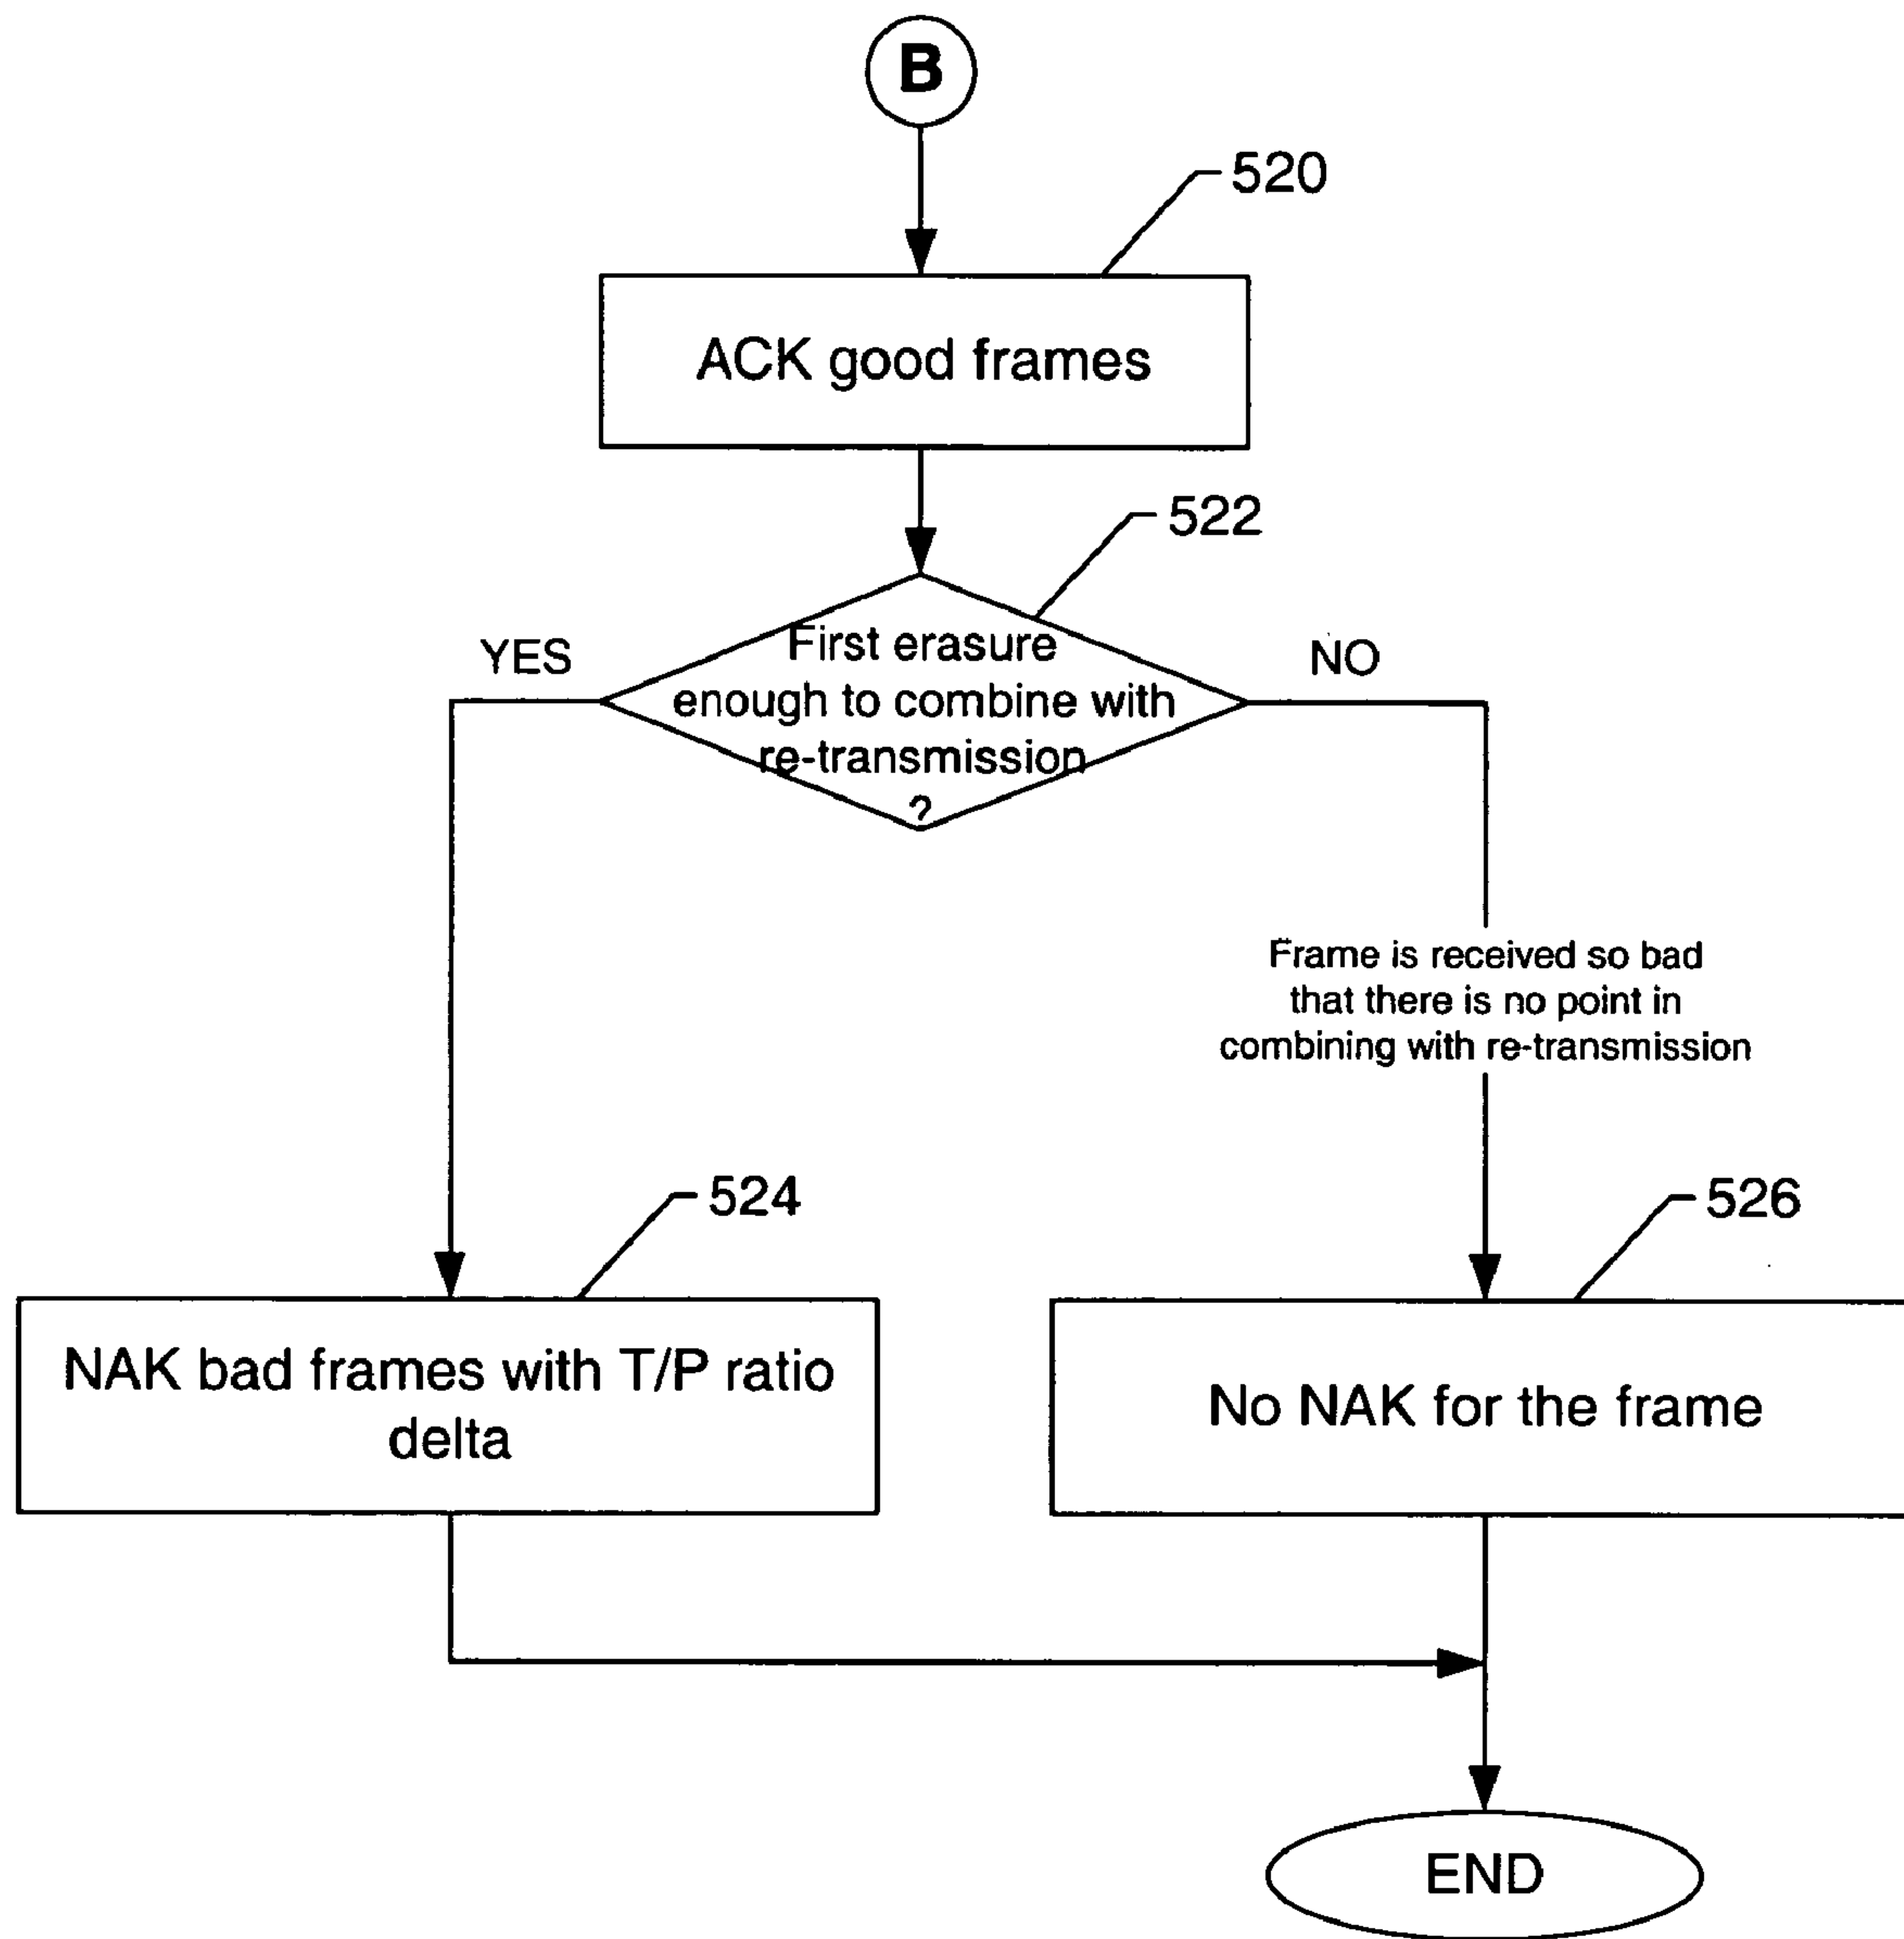 B
520
ACK good frames
522
YES
First erasure
enough to combine with
re-transmission
?
NO
Frame is received so bad
that there is no point in
combining with re-transmission
524
NAK bad frames with T/P ratio
delta
526
No NAK for the frame
END